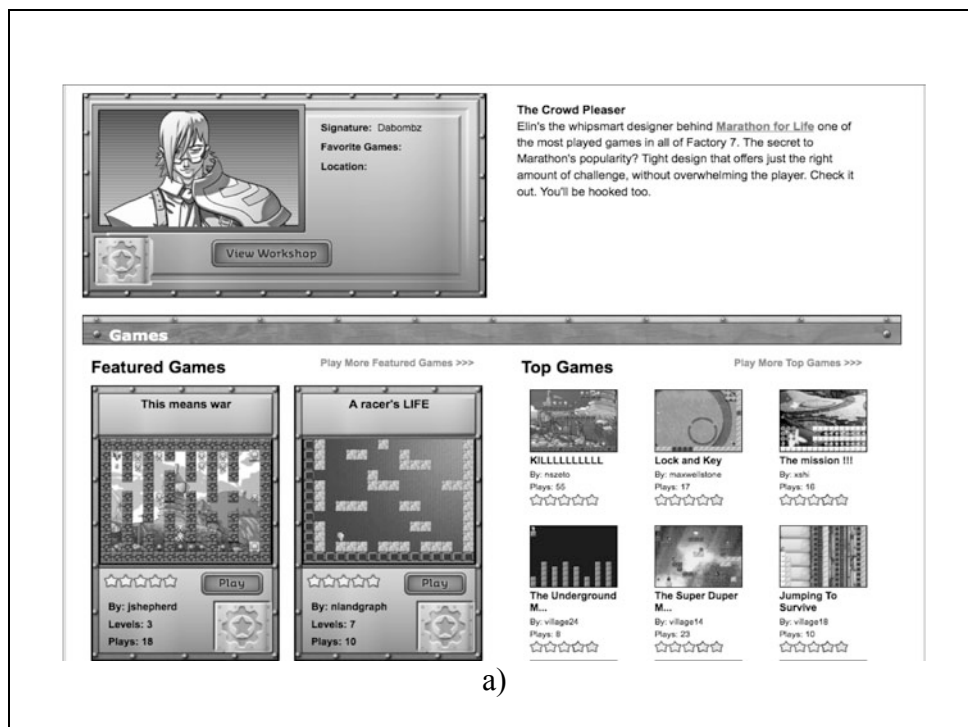 Signature: Dabombz
Favorite Games:
Location:
View Workshop
The Crowd Pleaser
Elin's the whipsmart designer behind Marathon for Life one of
the most played games in all of Factory 7. The secret to
Marathon's popularity? Tight design that offers just the right
amount of challenge, without overwhelming the player. Check it
out. You'll be hooked too.
Games
Featured Games
Play More Featured Games >>>
This means war
Play
By: jshepherd
Levels: 3
Plays: 18
A racer's LIFE
Play
By: nlandgraph
Levels: 7
Plays: 10
Top Games
Play More Top Games >>>
KILLLLLLLLLL
By: nszeto
Plays: 55
Lock and Key
By: maxwellstone
Plays: 17
The mission !!!
By: xshi
Plays: 16
The Underground
M...
By: village24
Plays: 8
The Super Duper
M...
By: village14
Plays: 23
Jumping To
Survive
By: village18
Plays: 10
a)